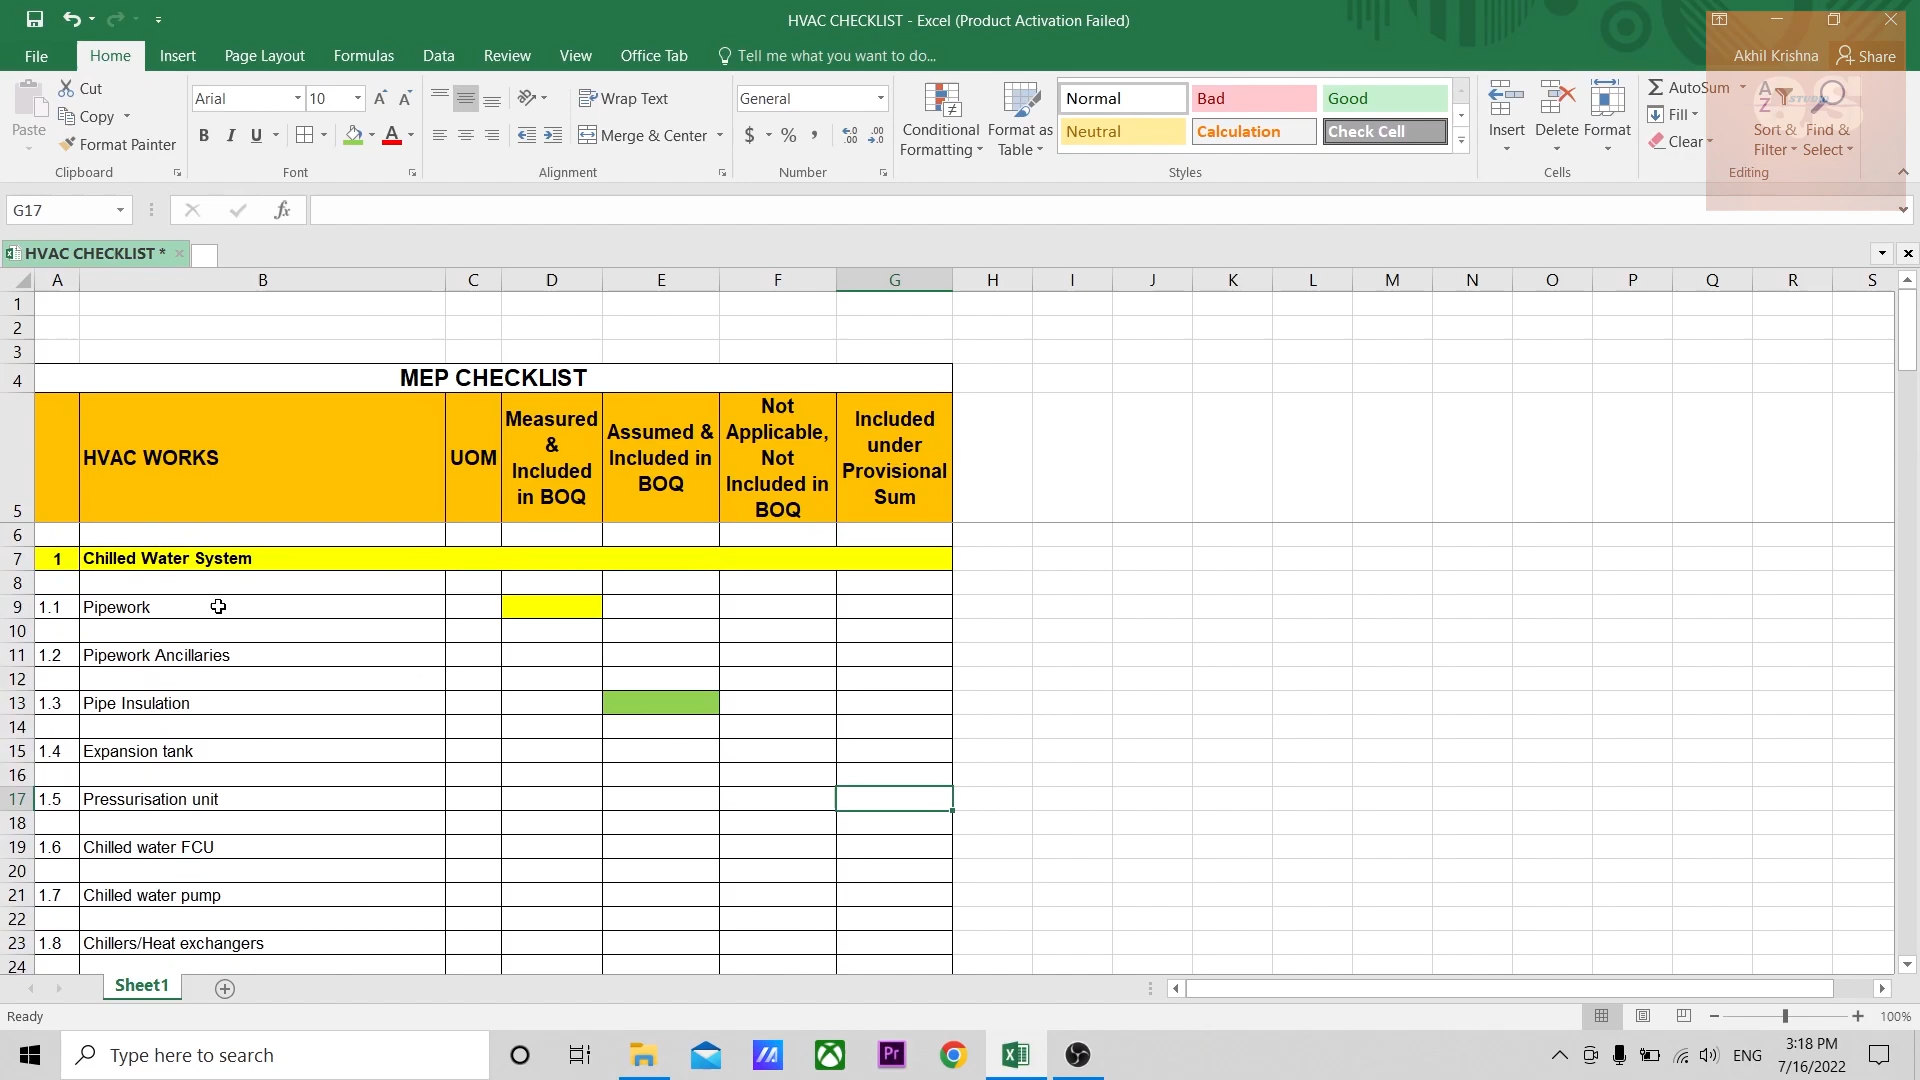 HVAC CHECKLIST - Excel (Product Activation Failed)
File Home Insert Page Layout Formulas Data Review View Office Tab Tell me what you want to do... Akhil Krishna Share
Paste
Cut
Copy
Format Painter
Clipboard
Arial 10
B I U
Font
Wrap Text
Merge & Center
Alignment
General
$ % ,
Number
Conditional Formatting
Format as Table
Normal Bad Good
Neutral Calculation Check Cell
Styles
Insert Delete Format
Cells
AutoSum
Fill
Clear
Sort & Filter
Find & Select
Editing
G17 fx
HVAC CHECKLIST *
A B C D E F G H I J K L M N O P Q R S
1
2
3
4 MEP CHECKLIST
5 HVAC WORKS UOM Measured & Included in BOQ Assumed & Included in BOQ Not Applicable, Not Included in BOQ Included under Provisional Sum
6
7 1 Chilled Water System
8
9 1.1 Pipework
10
11 1.2 Pipework Ancillaries
12
13 1.3 Pipe Insulation
14
15 1.4 Expansion tank
16
17 1.5 Pressurisation unit
18
19 1.6 Chilled water FCU
20
21 1.7 Chilled water pump
22
23 1.8 Chillers/Heat exchangers
24
Sheet1
Ready 100%
Type here to search
Pr
ENG
3:18 PM
7/16/2022